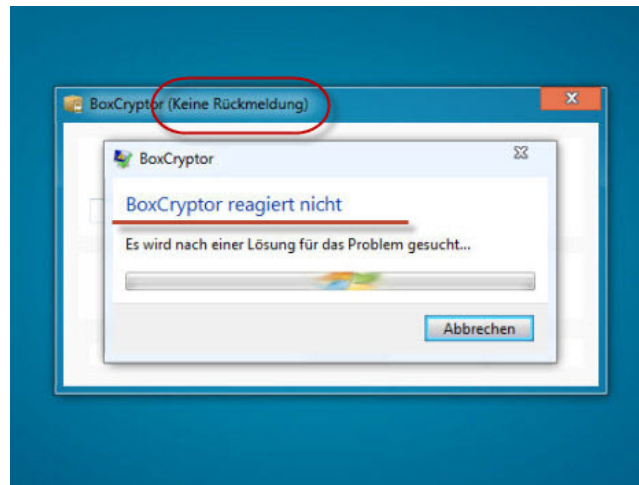 BoxCryptor (Keine Rückmeldung)
BoxCryptor
BoxCryptor reagiert nicht
Es wird nach einer Lösung für das Problem gesucht...
Abbrechen